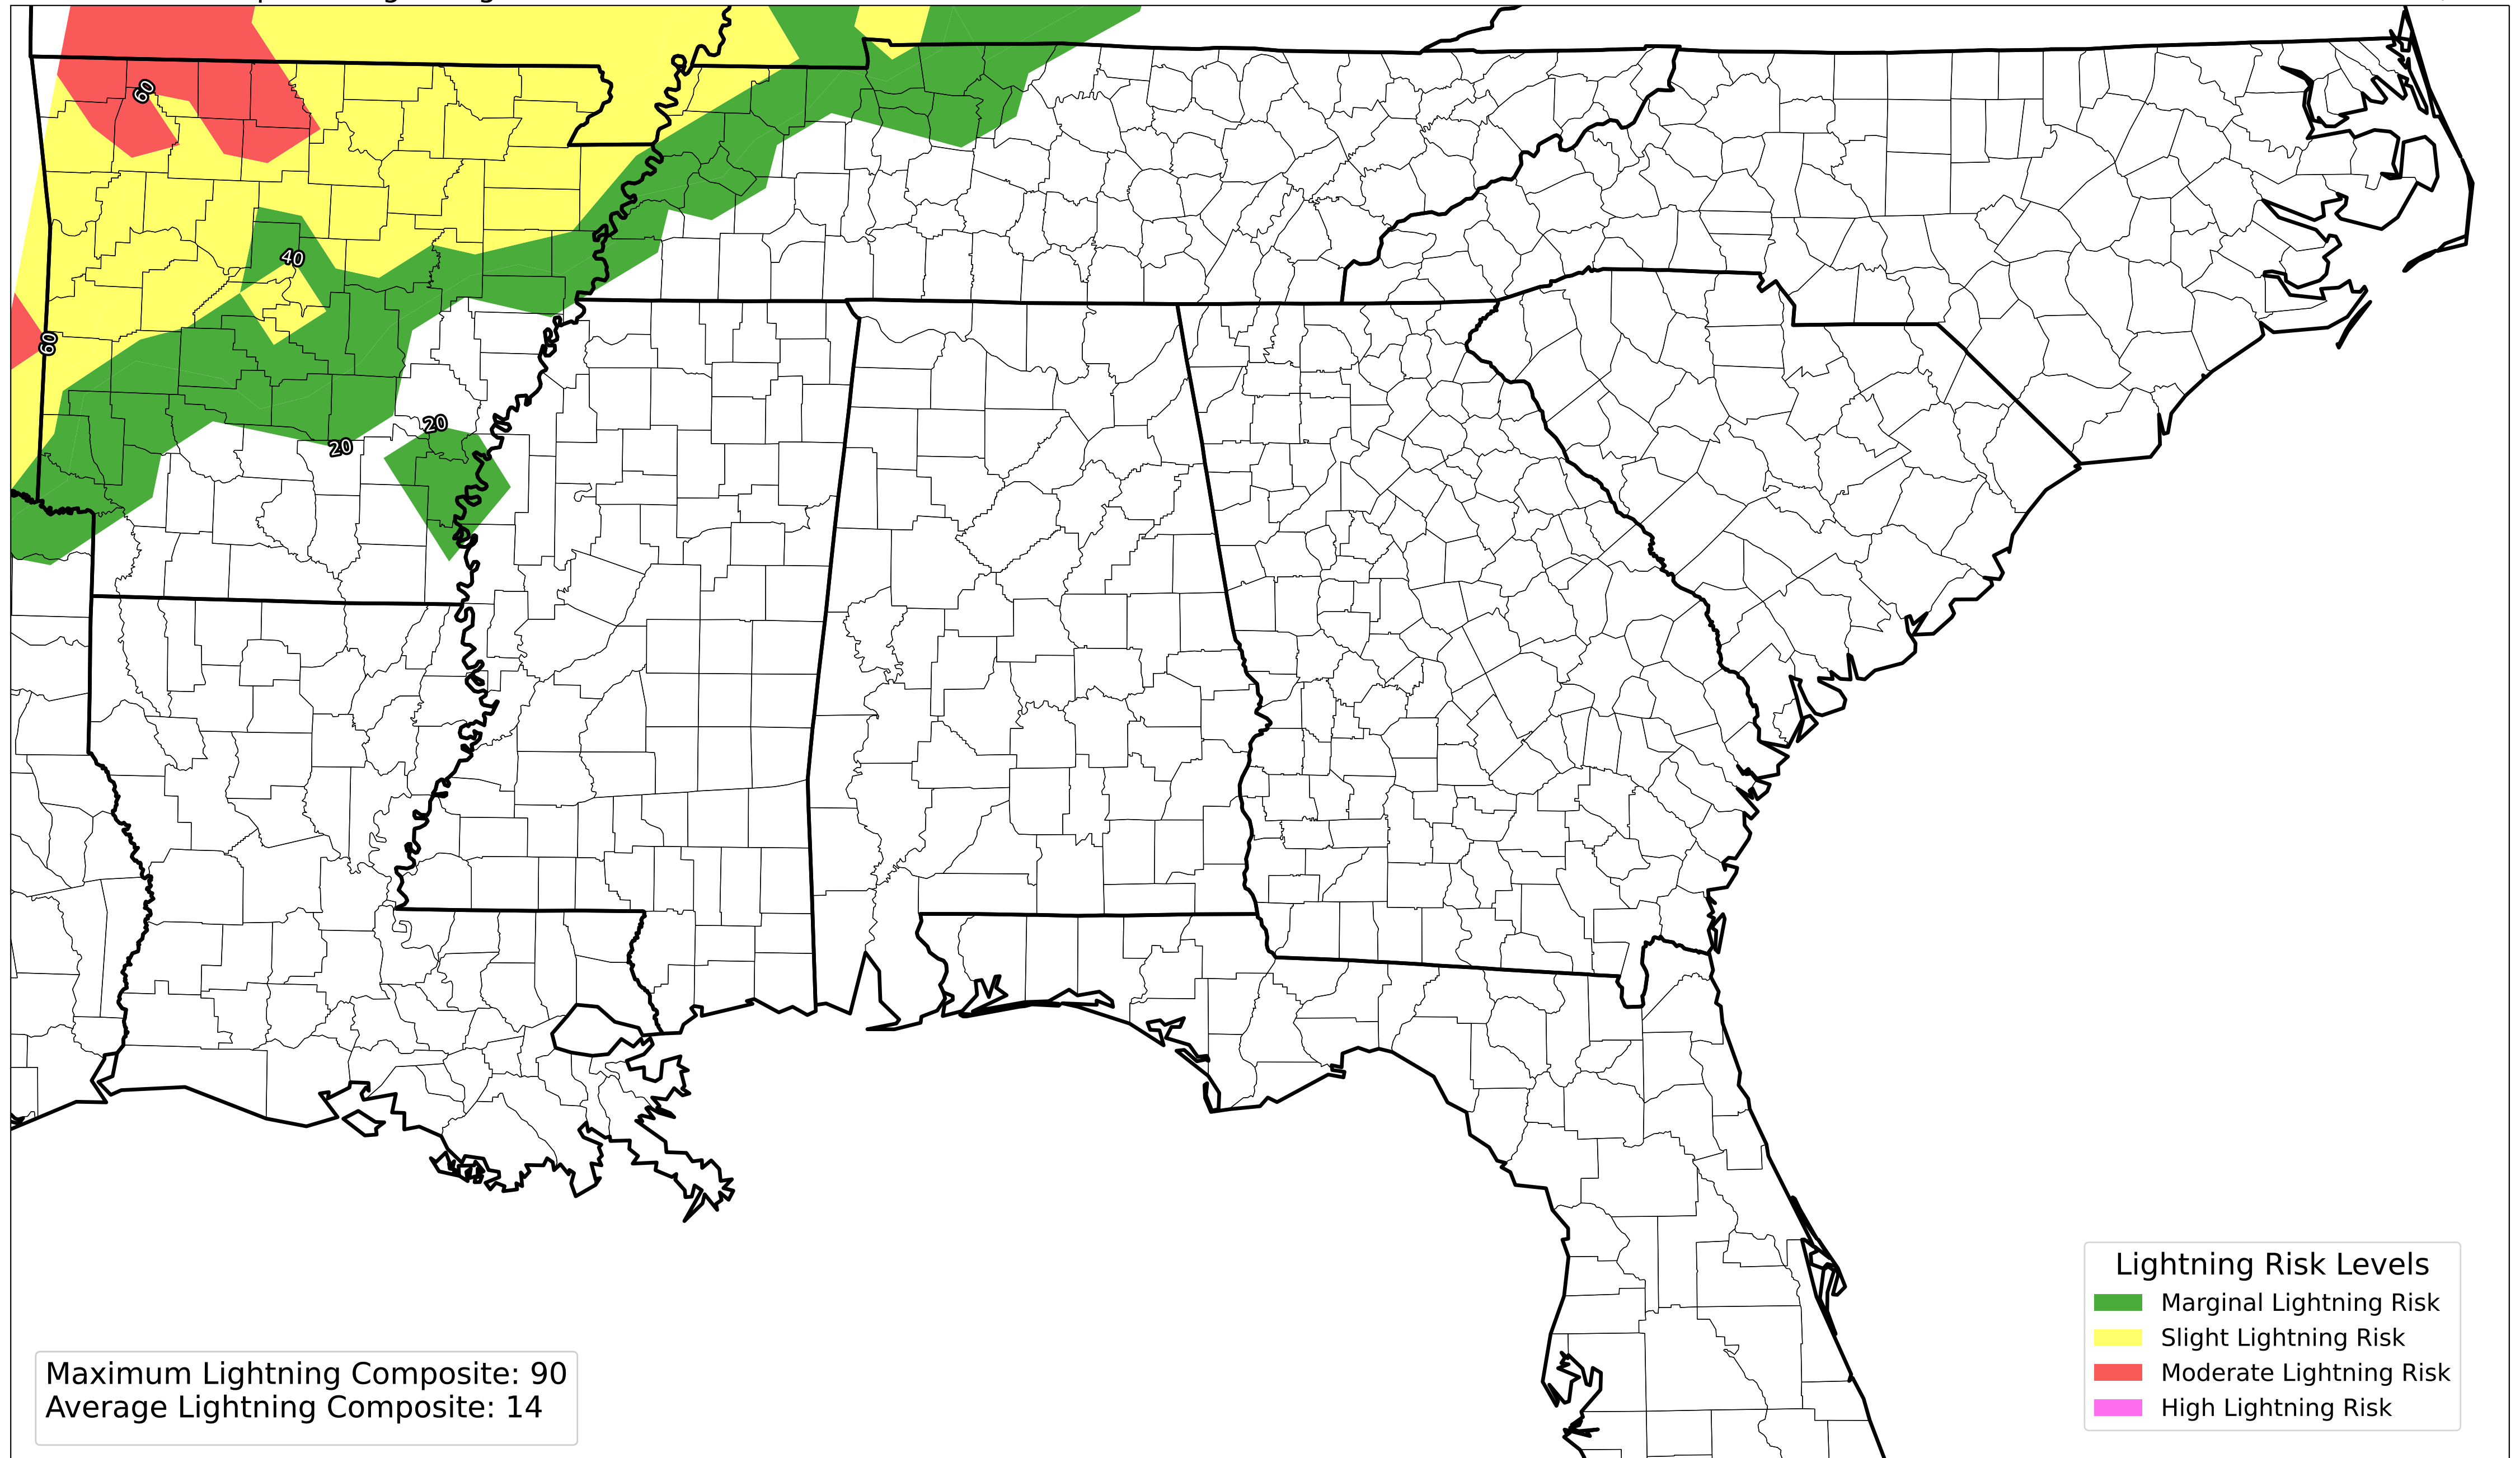 60
40
60
20
20
Lightning Risk Levels
Marginal Lightning Risk
Slight Lightning Risk
Moderate Lightning Risk
High Lightning Risk
Maximum Lightning Composite: 90
Average Lightning Composite: 14